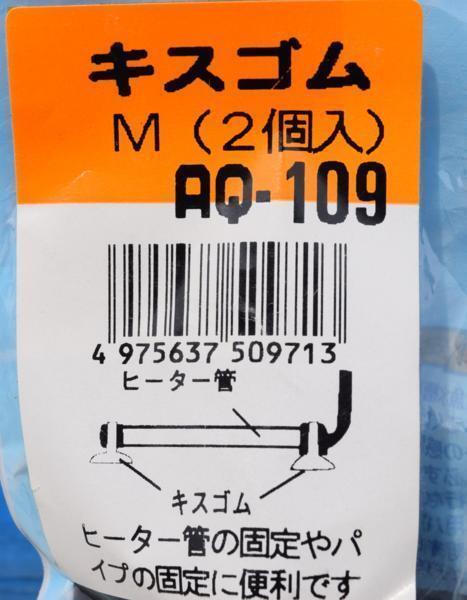 キスゴム
M(2個入)
AQ-109
4 975637 509713
ヒーター管
キスゴム
ヒーター管の固定やパ
イプの固定に便利です